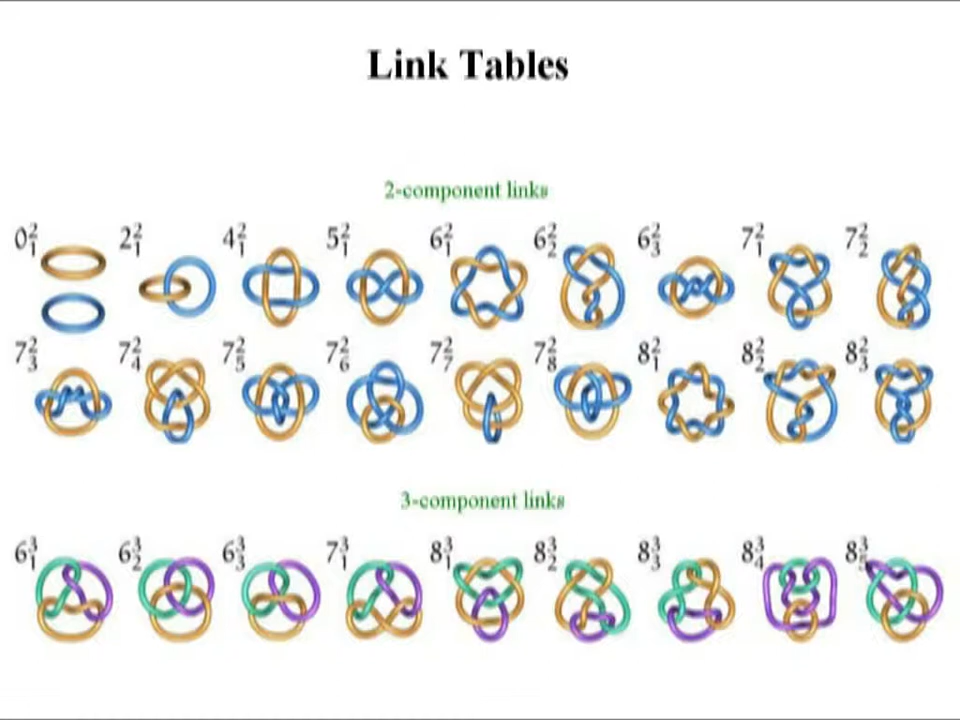 Link Tables
2-component links
0²₁ 2²₁ 4²₁ 5²₁ 6²₁ 6²₂ 6²₃ 7²₁ 7²₂
7²₃ 7²₄ 7²₅ 7²₆ 7²₇ 7²₈ 8²₁ 8²₂ 8²₃
3-component links
6³₁ 6³₂ 6³₃ 7³₁ 8³₁ 8³₂ 8³₃ 8³₄ 8³₅